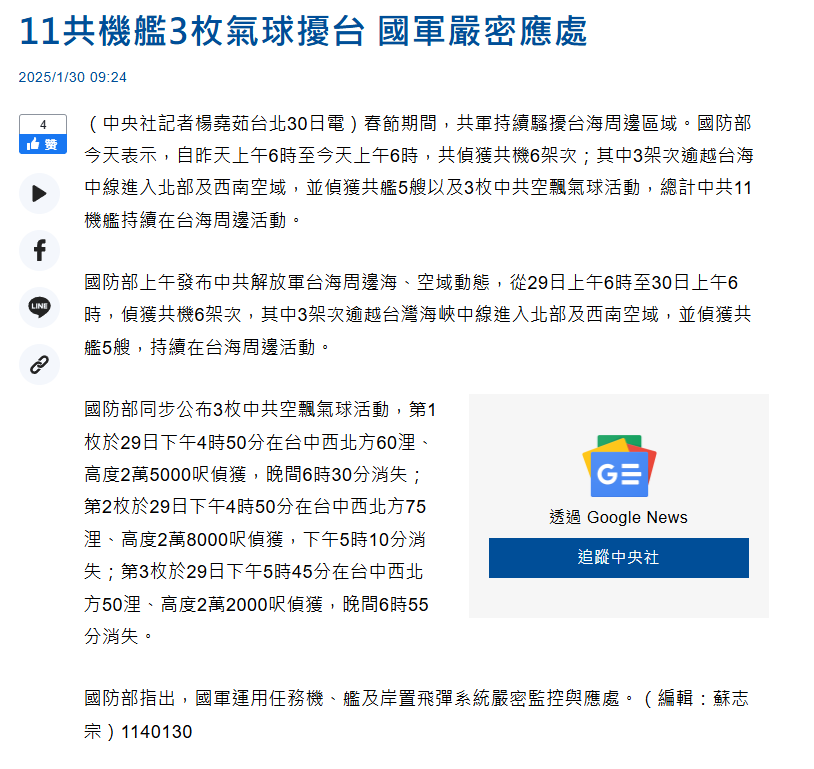 11共機艦3枚氣球擾台 國軍嚴密應處
2025/1/30 09:24
4
赞
（中央社記者楊堯茹台北30日電）春節期間，共軍持續騷擾台海周邊區域。國防部
今天表示，自昨天上午6時至今天上午6時，共偵獲共機6架次；其中3架次逾越台海
中線進入北部及西南空域，並偵獲共艦5艘以及3枚中共空飄氣球活動，總計中共11
機艦持續在台海周邊活動。
LINE
國防部上午發布中共解放軍台海周邊海、空域動態，從29日上午6時至30日上午6
時，偵獲共機6架次，其中3架次逾越台灣海峽中線進入北部及西南空域，並偵獲共
艦5艘，持續在台海周邊活動。
國防部同步公布3枚中共空飄氣球活動，第1
枚於29日下午4時50分在台中西北方60浬、
高度2萬5000呎偵獲，晚間6時30分消失；
第2枚於29日下午4時50分在台中西北方75
浬、高度2萬8000呎偵獲，下午5時10分消
失；第3枚於29日下午5時45分在台中西北
方50浬、高度2萬2000呎偵獲，晚間6時55
分消失。
透過 Google News
追蹤中央社
國防部指出，國軍運用任務機、艦及岸置飛彈系統嚴密監控與應處。（編輯：蘇志
宗）1140130